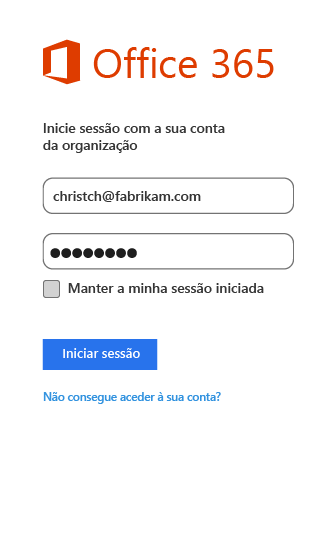 Office 365
Inicie sessão com a sua conta
da organização
christch@fabrikam.com
●●●●●●●●
Manter a minha sessão iniciada
Iniciar sessão
Não consegue aceder à sua conta?